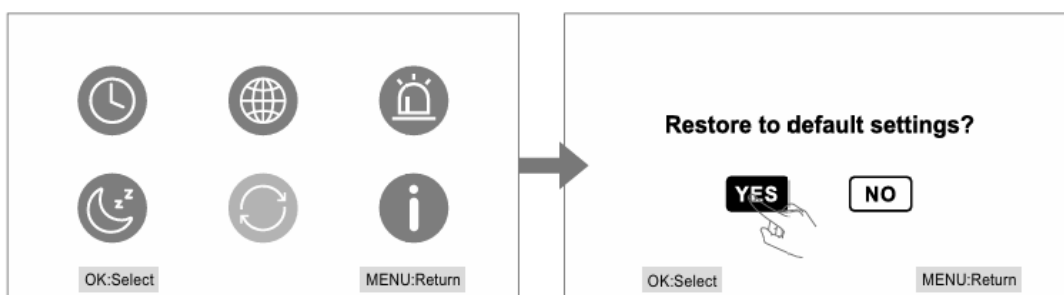 OK:Select
MENU:Return
Restore to default settings?
YES
NO
OK:Select
MENU:Return